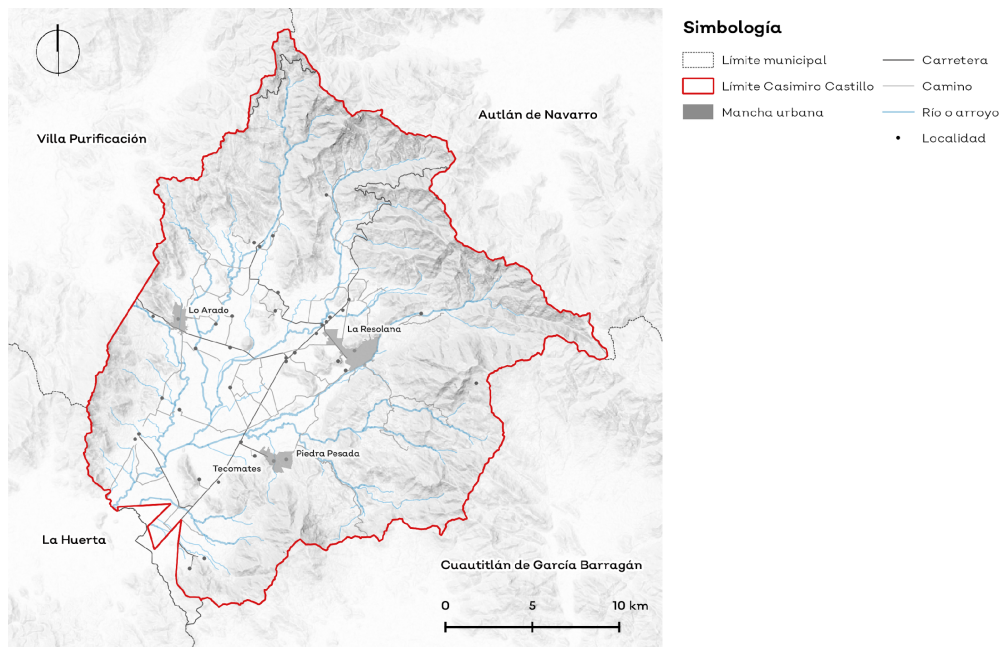 Simbología
Límite municipal
Límite Casimiro Castillo
Mancha urbana
Carretera
Camino
Río o arroyo
Localidad
Autlán de Navarro
Villa Purificación
Lo Arado
La Resolana
Piedra Pesada
Tecomates
La Huerta
Cuautitlán de García Barragán
0 5 10 km